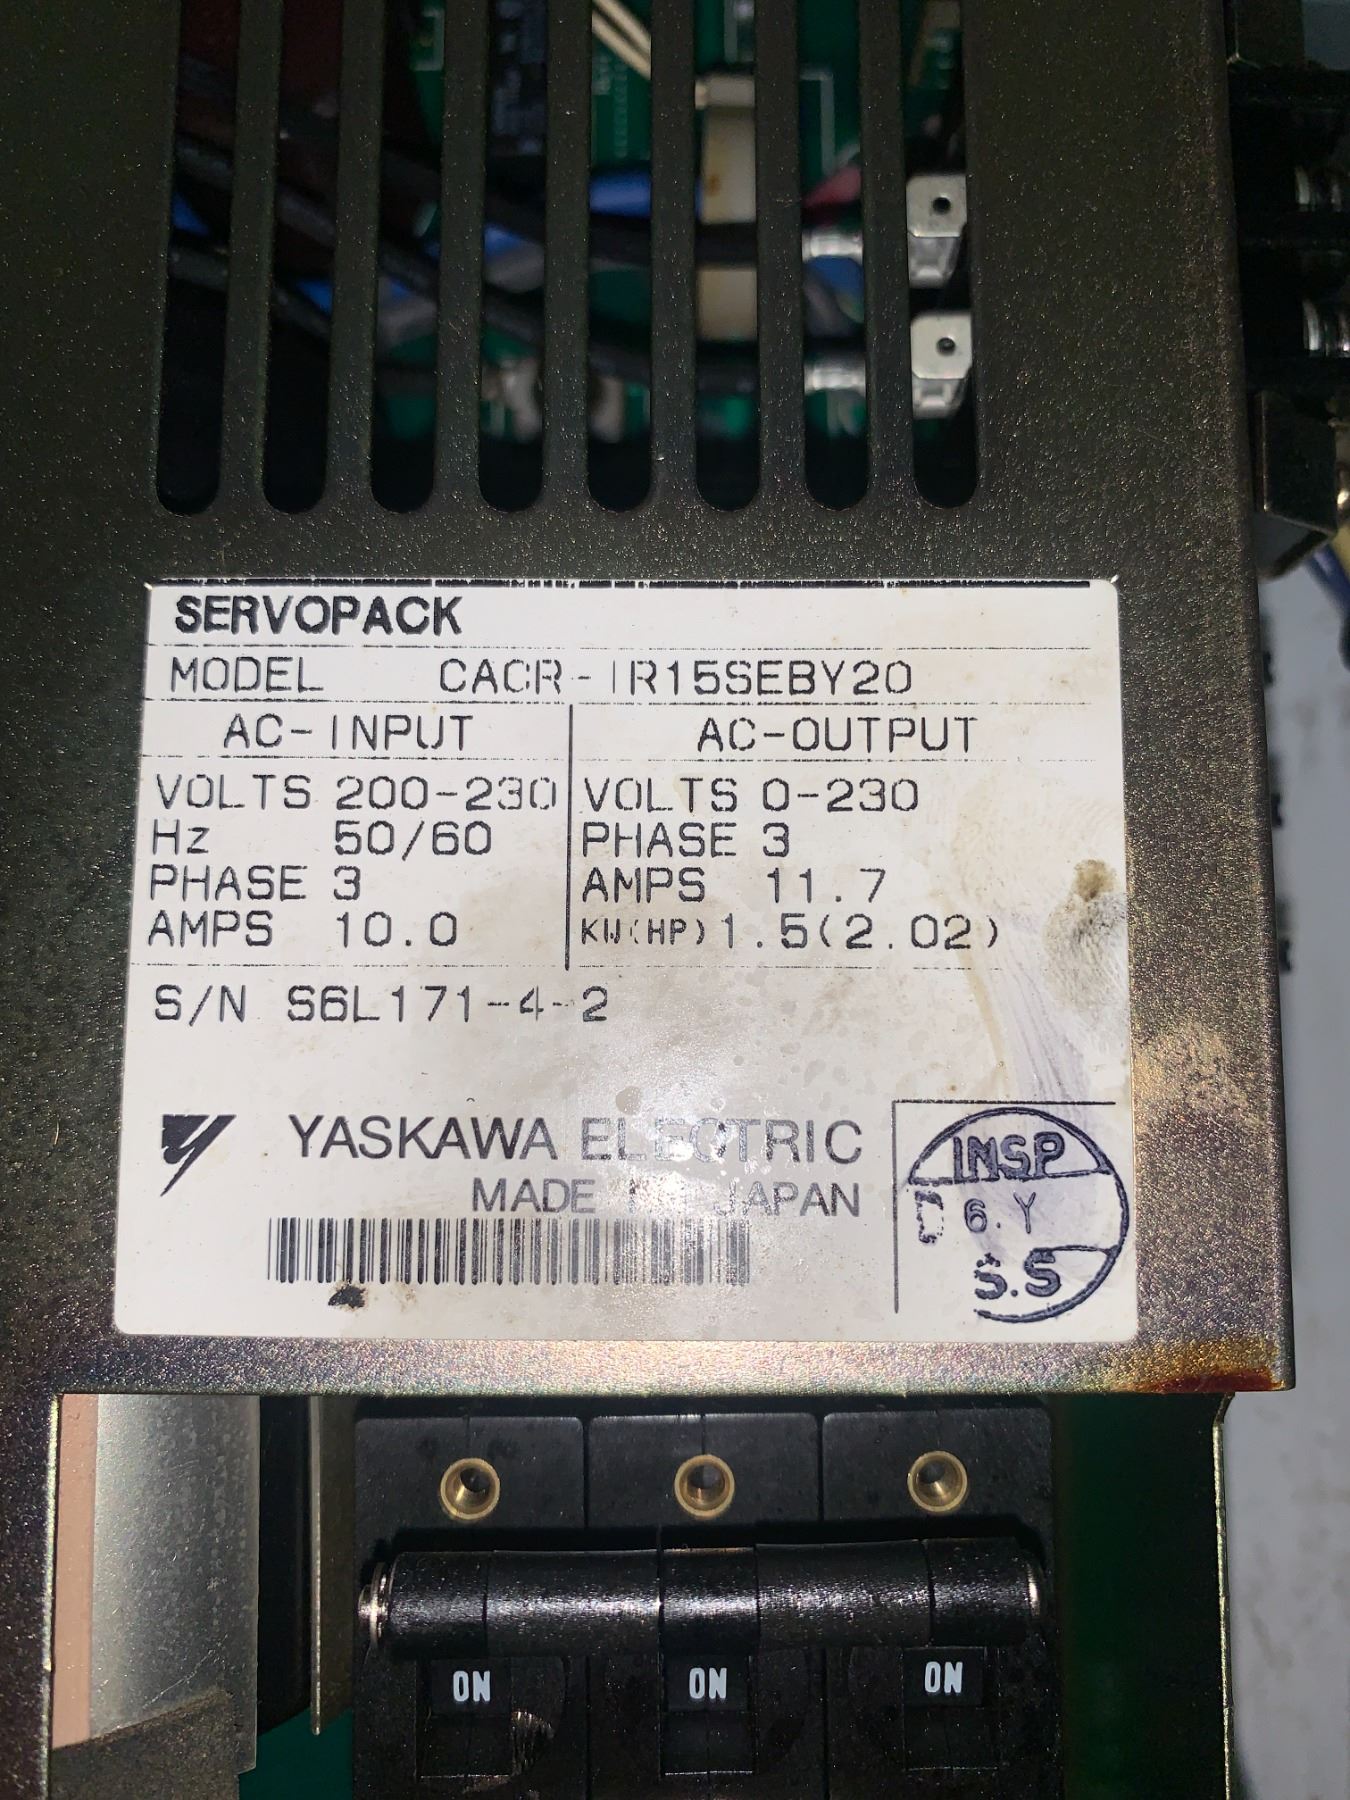 SERVOPACK
MODEL CACR-IR15SEBY20
AC-INPUT AC-OUTPUT
VOLTS 200-230 VOLTS 0-230
Hz 50/60 PHASE 3
PHASE 3 AMPS 11.7
AMPS 10.0 KW(HP) 1.5(2.02)
S/N S6L171-4-2
YASKAWA ELECTRIC
MADE IN JAPAN
INSP
6.Y
S.S
ON ON ON